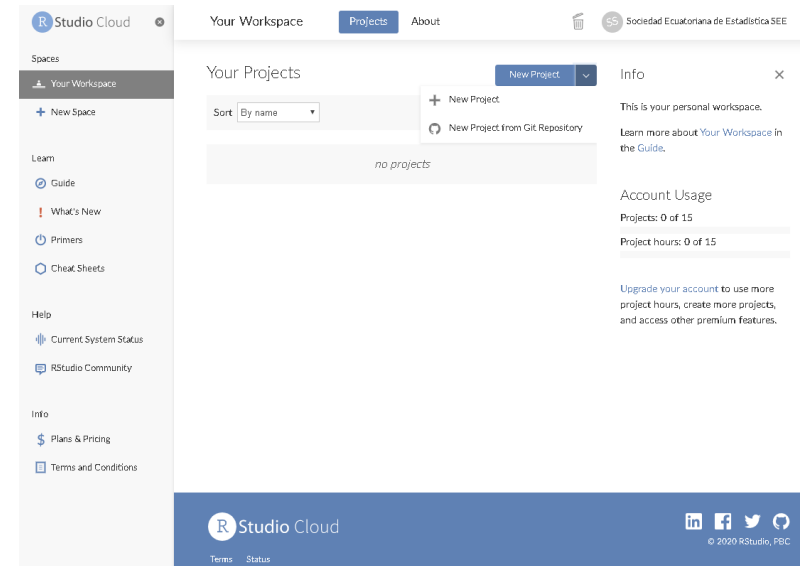 R Studio Cloud
Spaces
Your Workspace
New Space
Learn
Guide
What's New
Primers
Cheat Sheets
Help
Current System Status
RStudio Community
Info
Plans & Pricing
Terms and Conditions
Your Workspace
Projects
About
SS
Sociedad Ecuatoriana de Estadística SEE
Your Projects
New Project
Sort By name
New Project
New Project from Git Repository
no projects
Info
This is your personal workspace.
Learn more about Your Workspace in
the Guide.
Account Usage
Projects: 0 of 15
Project hours: 0 of 15
Upgrade your account to use more
project hours, create more projects,
and access other premium features.
R Studio Cloud
Terms Status
© 2020 RStudio, PBC